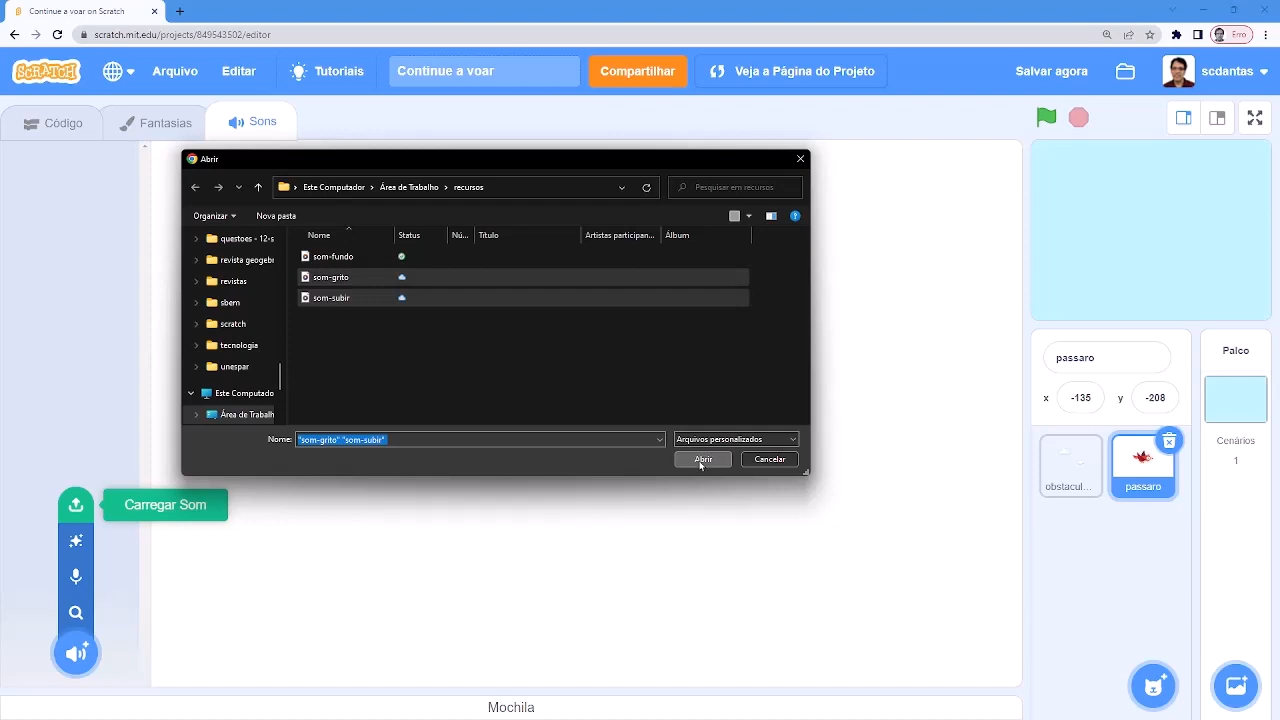 Continue a voar on Scratch
scratch.mit.edu/projects/849543502/editor
Erro
SCRATCH
Arquivo
Editar
Tutoriais
Continue a voar
Compartilhar
Veja a Página do Projeto
Salvar agora
scdantas
Código
Fantasias
Sons
Abrir
Este Computador
Área de Trabalho
recursos
Pesquisar em recursos
Organizar
Nova pasta
Nome
Status
Nú...
Título
Artistas participan...
Álbum
questoes - 12-s
revista geogebr
revistas
sbem
scratch
tecnologia
unespar
Este Computado
Área de Trabalh
som-fundo
som-grito
som-subir
Nome:
"som-grito" "som-subir"
Arquivos personalizados
Abrir
Cancelar
Carregar Som
passaro
x
-135
y
-208
obstacul...
passaro
Palco
Cenários
1
Mochila